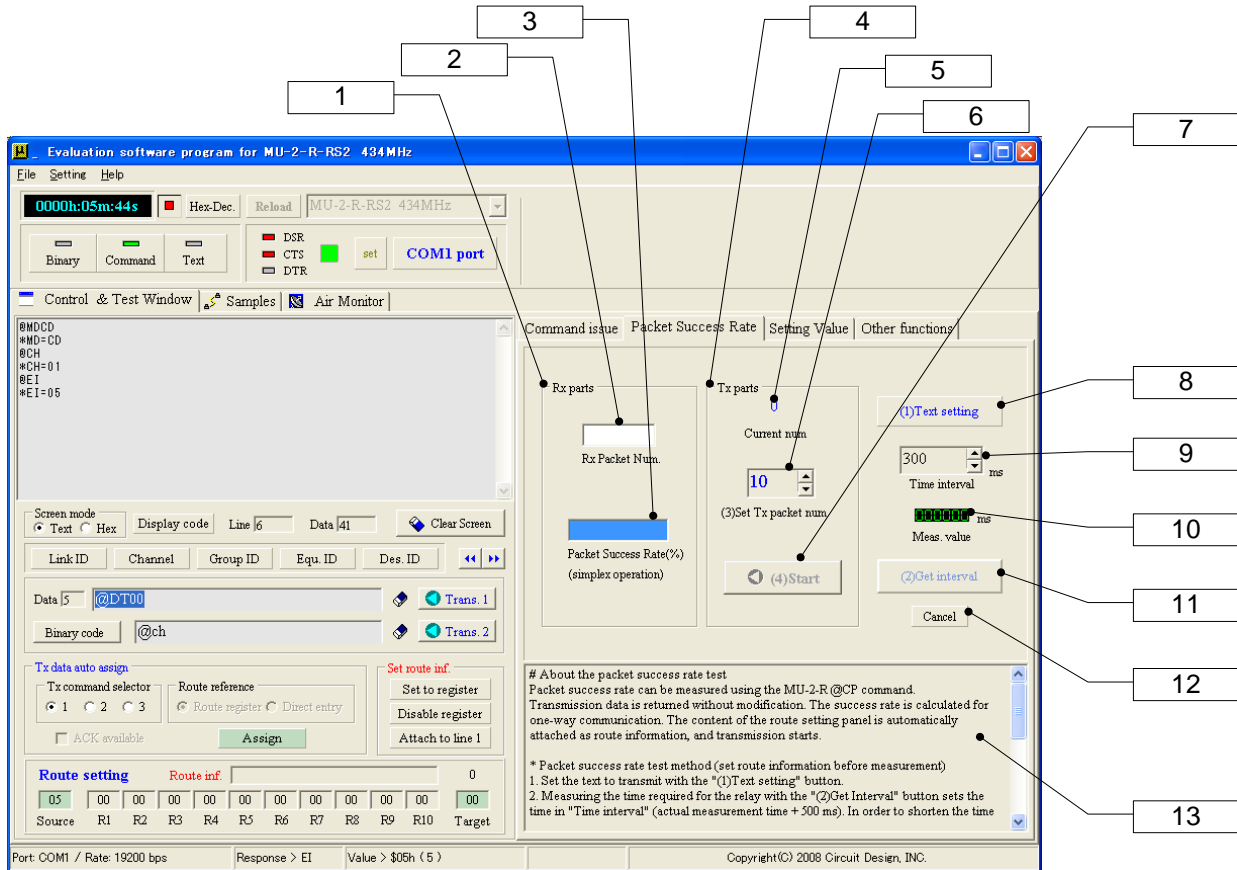 3
4
2
5
1
6
7
µ_ Evaluation software program for MU-2-R-RS2 434MHz
File Setting Help
0000h:05m:44s Hex-Dec. Reload MU-2-R-RS2 434MHz
Binary Command Text
DSR
CTS
DTR
set COM1 port
Control & Test Window Samples Air Monitor
@MDCD
*MD=CD
@CH
*CH=01
@EI
*EI=05
Screen mode
Text Hex Display code Line 6 Data 41 Clear Screen
Link ID Channel Group ID Equ. ID Des. ID
Data 5 @DT00 Trans. 1
Binary code @ch Trans. 2
Tx data auto assign
Tx command selector
1 2 3
Route reference
Route register Direct entry
ACK available Assign
Set route inf.
Set to register
Disable register
Attach to line 1
Route setting Route inf. 0
05 00 00 00 00 00 00 00 00 00 00 00
Source R1 R2 R3 R4 R5 R6 R7 R8 R9 R10 Target
Command issue Packet Success Rate Setting Value Other functions
Rx parts
Rx Packet Num.
Packet Success Rate(%)
(simplex operation)
Tx parts
0
Current num
10
(3)Set Tx packet num
(4)Start
(1)Text setting
300 ms
Time interval
000000 ms
Meas. value
(2)Get interval
Cancel
# About the packet success rate test
Packet success rate can be measured using the MU-2-R @CP command.
Transmission data is returned without modification. The success rate is calculated for
one-way communication. The content of the route setting panel is automatically
attached as route information, and transmission starts.
* Packet success rate test method (set route information before measurement)
1. Set the text to transmit with the "(1)Text setting" button.
2. Measuring the time required for the relay with the "(2)Get Interval" button sets the
time in "Time interval" (actual measurement time + 500 ms). In order to shorten the time
8
9
10
11
12
13
Port: COM1 / Rate: 19200 bps Response > EI Value > $05h ( 5 ) Copyright(C) 2008 Circuit Design, INC.